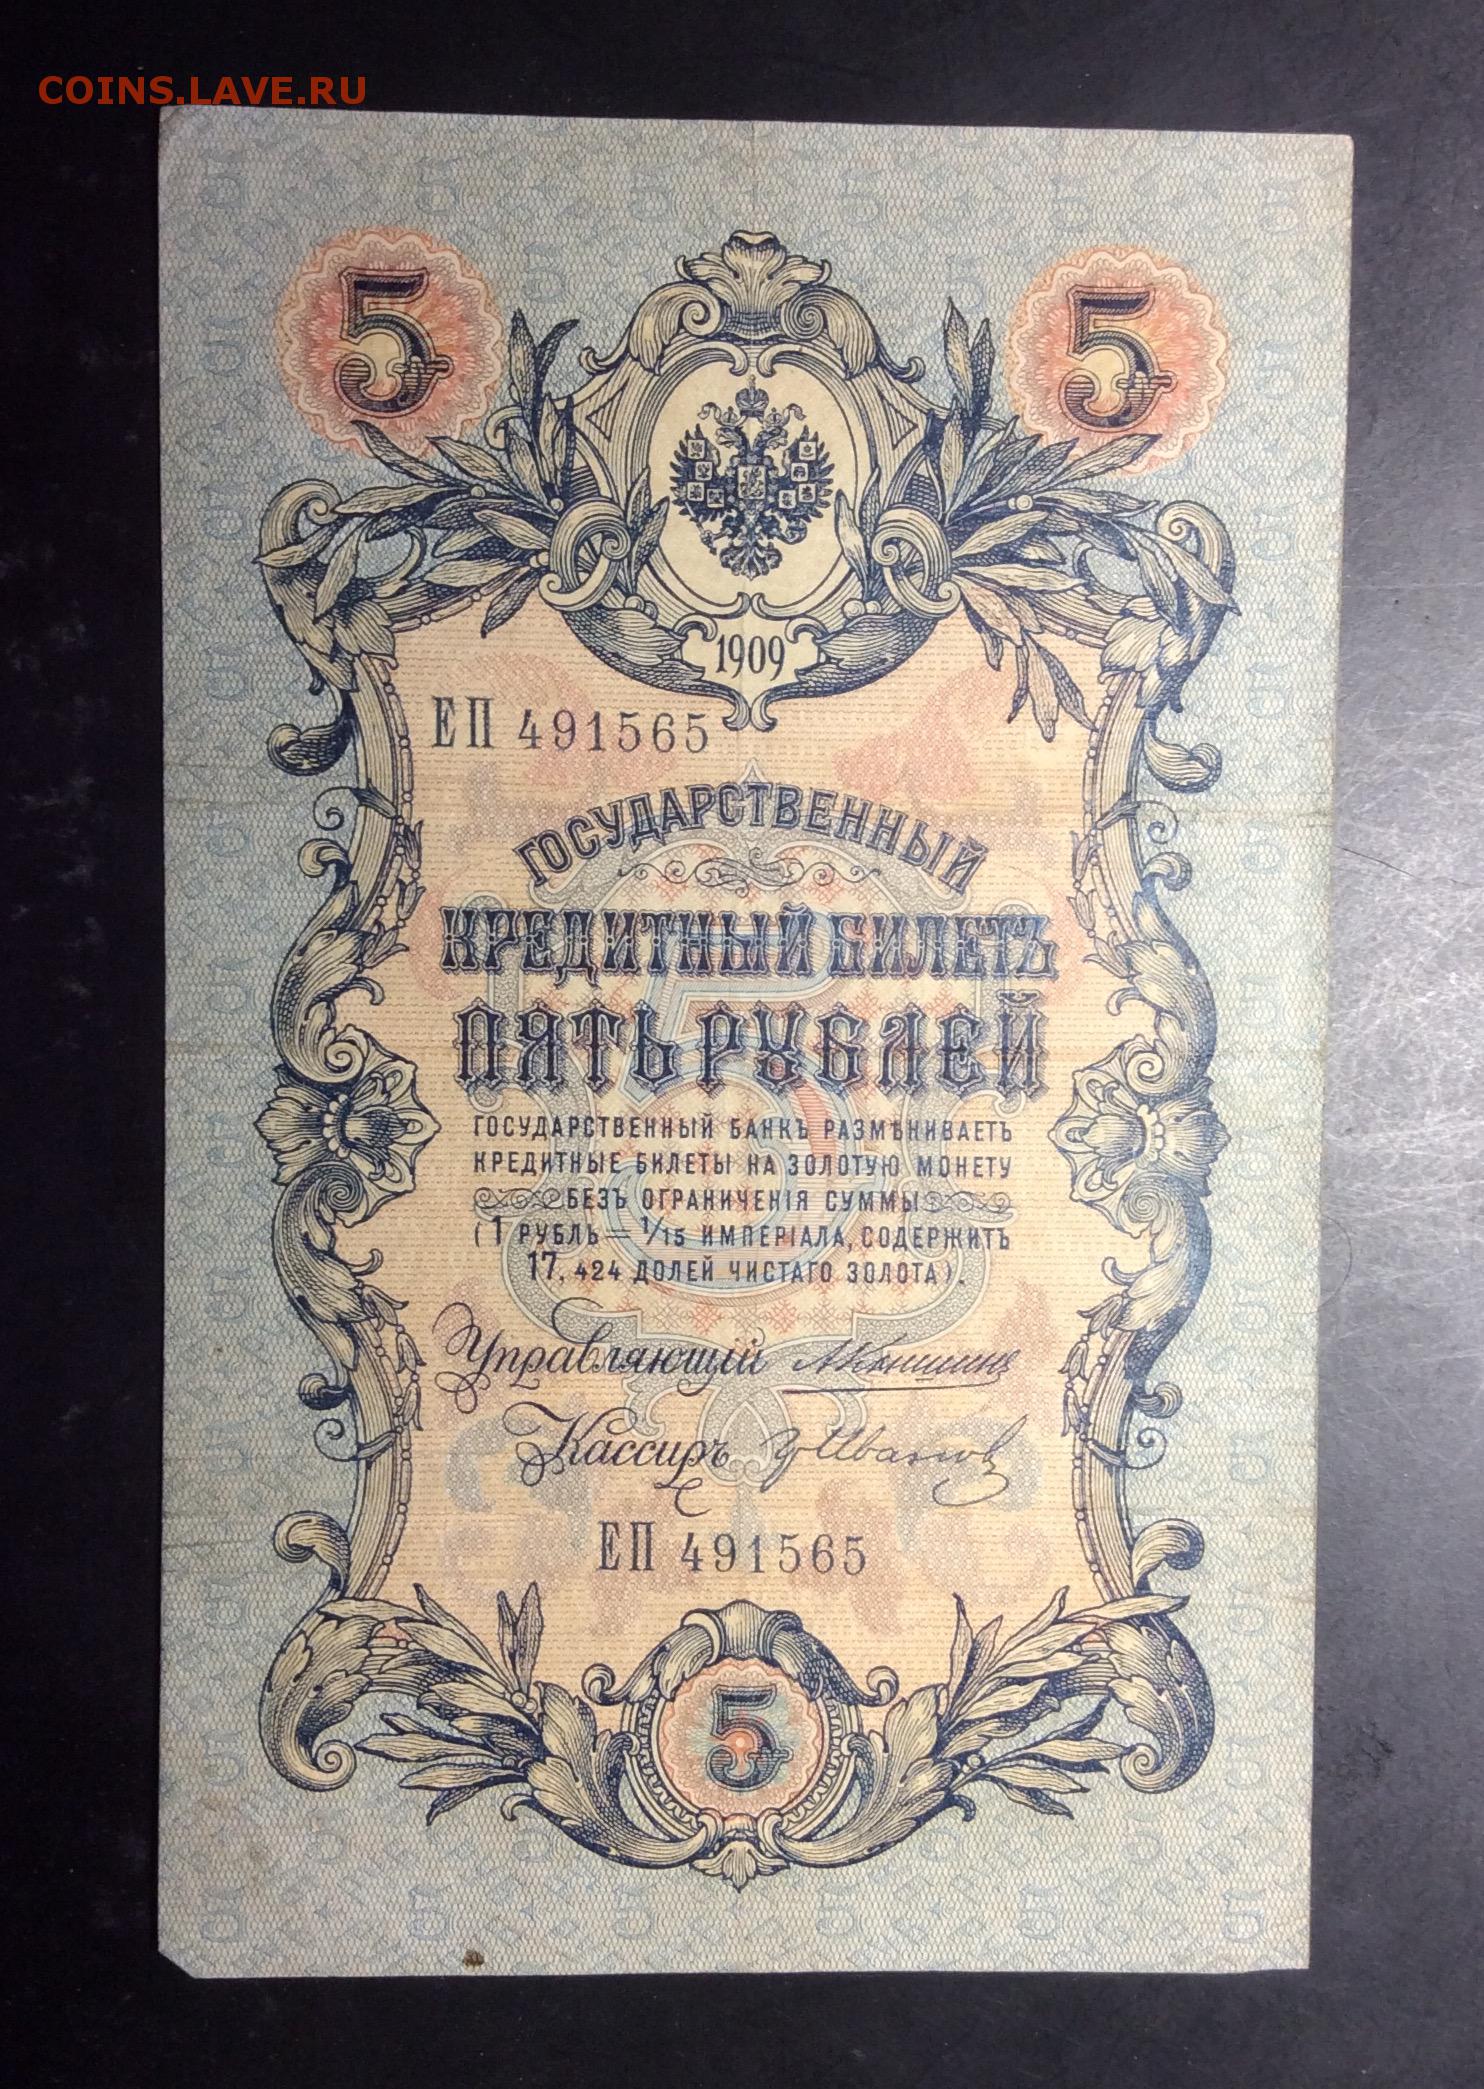 COINS.LAVE.RU
5 5
1909
ЕП 491565
ГОСУДАРСТВЕННЫЙ
КРЕДИТНЫЙ БИЛЕТЪ
ПЯТЬ РУБЛЕЙ
ГОСУДАРСТВЕННЫЙ БАНКЪ РАЗМѢНИВАЕТЪ
КРЕДИТНЫЕ БИЛЕТЫ НА ЗОЛОТУЮ МОНЕТУ
БЕЗЪ ОГРАНИЧЕНІЯ СУММЫ
(1 РУБЛЬ = 1/15 ИМПЕРІАЛА, СОДЕРЖИТЪ
17,424 ДОЛЕЙ ЧИСТАГО ЗОЛОТА).
Управляющій АКоншинъ
Кассиръ Ивановъ
ЕП 491565
5